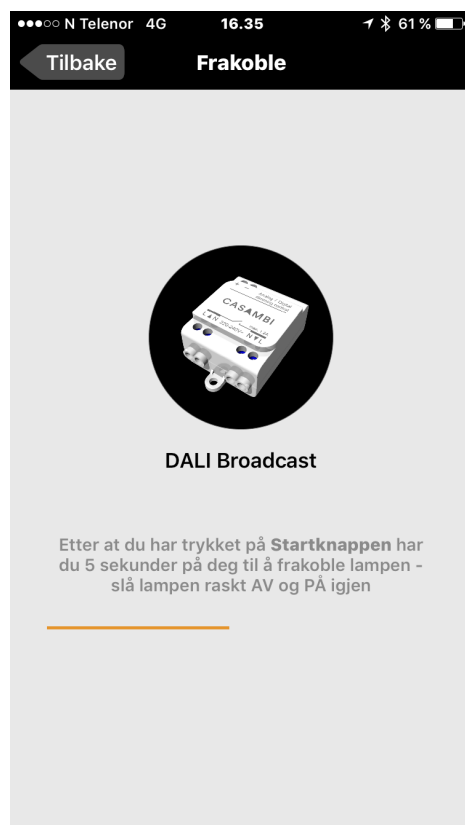 N Telenor 4G 16.35 61 %
Tilbake Frakoble
CASAMBI
DALI Broadcast
Etter at du har trykket på Startknappen har
du 5 sekunder på deg til å frakoble lampen -
slå lampen raskt AV og PÅ igjen